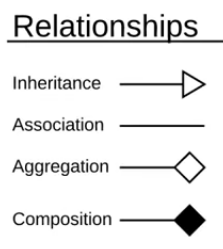 Relationships
Inheritance
Association
Aggregation
Composition